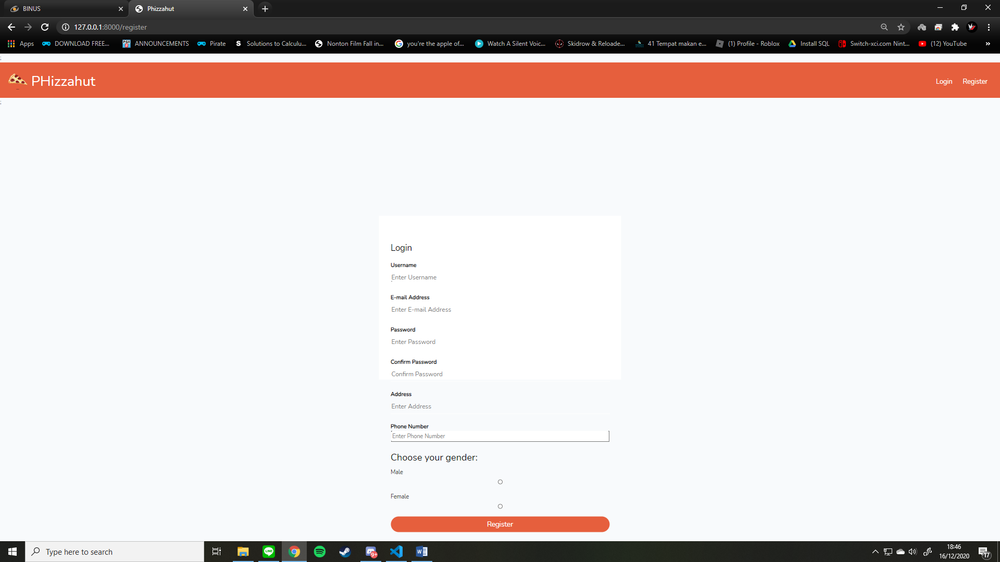 BINUS
Phizzahut
127.0.0.1:8000/register
Apps
DOWNLOAD FREE...
ANNOUNCEMENTS
Pirate
Solutions to Calculu...
Nonton Film Fall in...
you're the apple of...
Watch A Silent Voic...
Skidrow & Reloade...
41 Tempat makan e...
(1) Profile - Roblox
Install SQL
Switch-xci.com Nint...
(12) YouTube
»
;
PHizzahut
Login
Register
;
Login
Username
Enter Username
E-mail Address
Enter E-mail Address
Password
Enter Password
Confirm Password
Confirm Password
Address
Enter Address
Phone Number
Enter Phone Number
Choose your gender:
Male
Female
Register
Type here to search
LINE
9+
18:46
16/12/2020
17